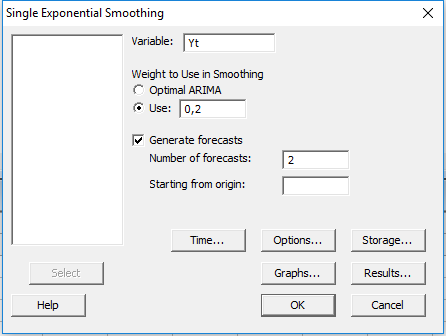 Single Exponential Smoothing
Variable: Yt
Weight to Use in Smoothing
Optimal ARIMA
Use: 0,2
Generate forecasts
Number of forecasts: 2
Starting from origin:
Time... Options... Storage...
Select Graphs... Results...
Help OK Cancel